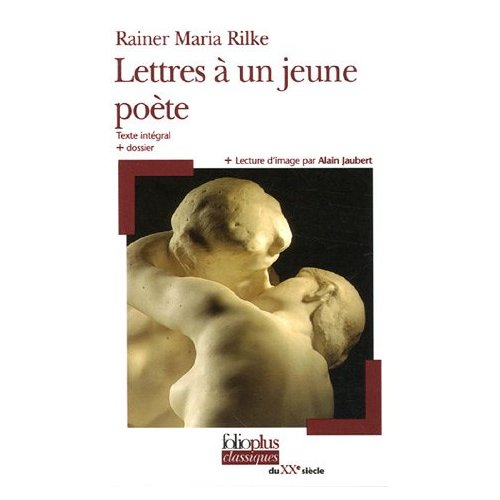 Rainer Maria Rilke
Lettres à un jeune
poète
Texte intégral
+ dossier
+ Lecture d'image par Alain Jaubert
folioplus
classiques
du XXe siècle